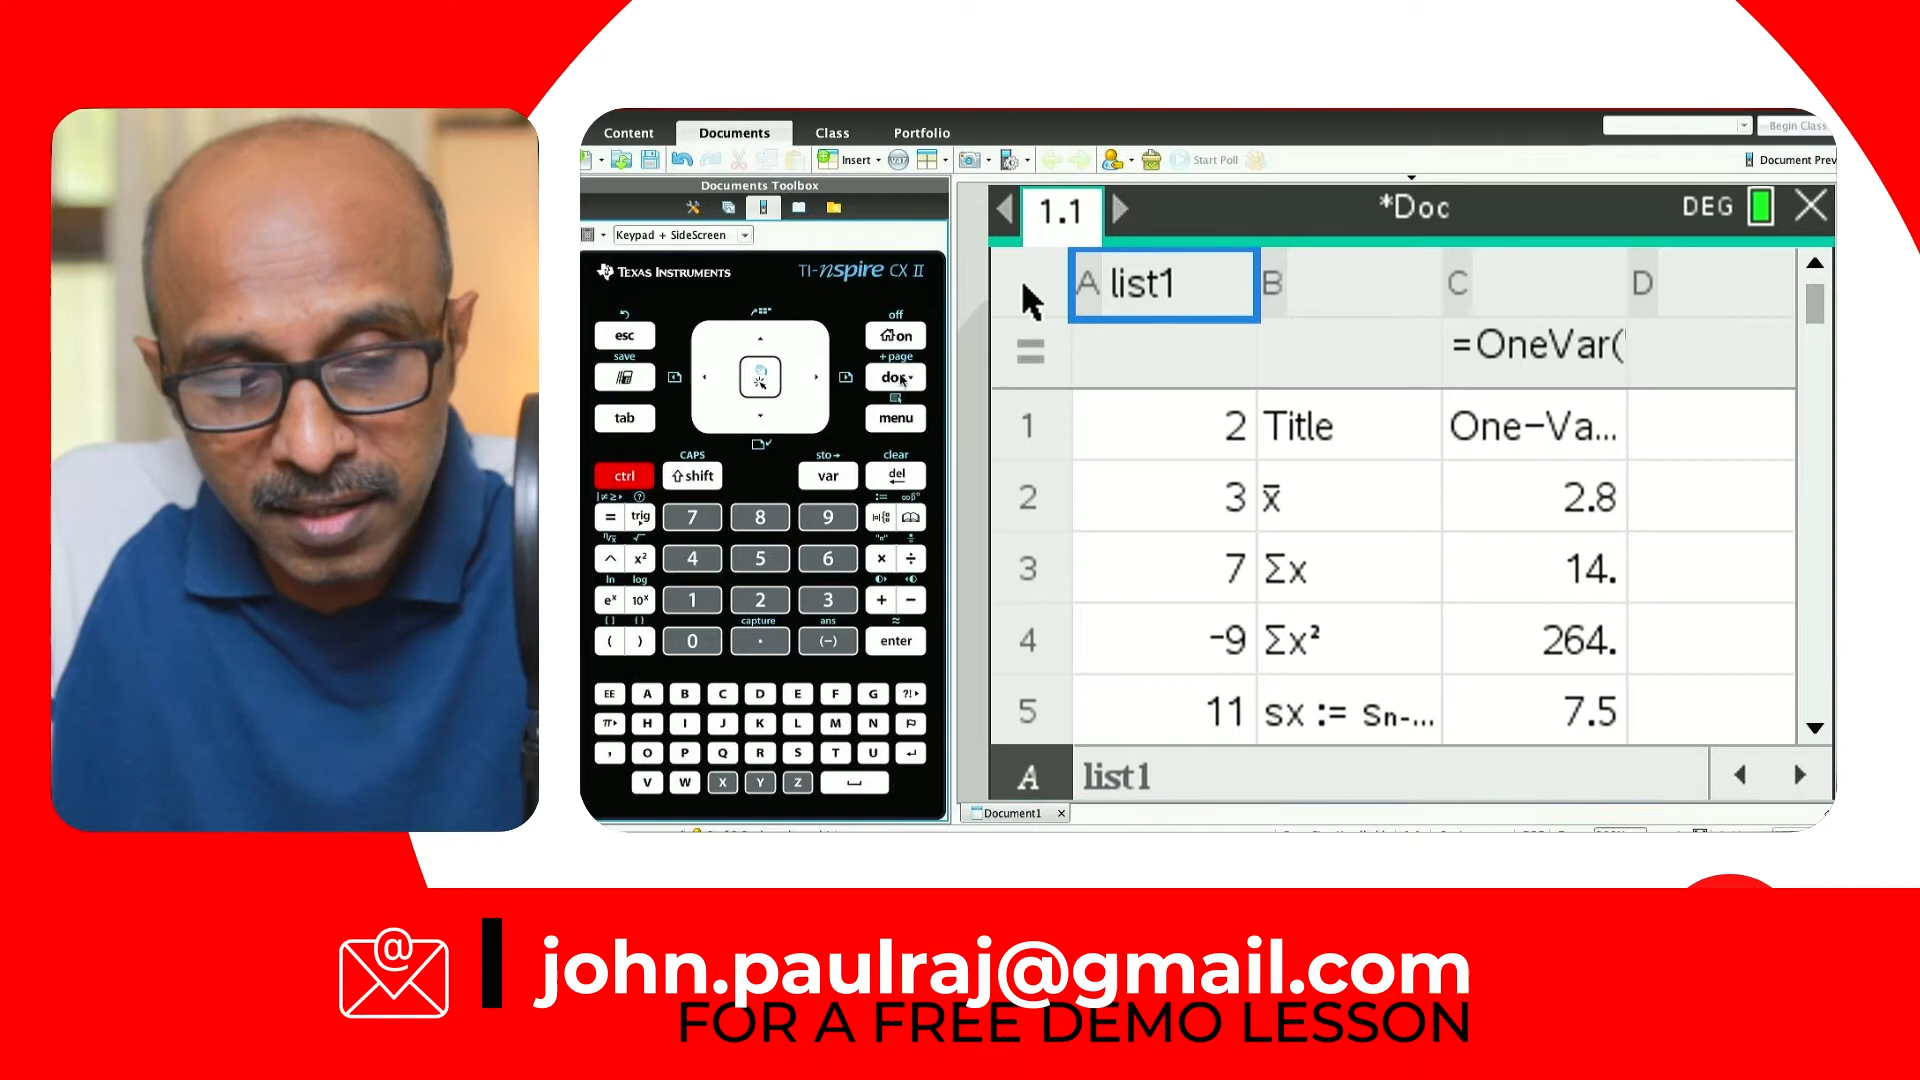 Content Documents Class Portfolio Begin Class
Insert Start Poll Document Prev
Documents Toolbox
Keypad + SideScreen
TEXAS INSTRUMENTS TI-nspire CX II
off
esc on
save + page
doc
tab menu
CAPS sto→ clear
ctrl shift var del
= trig 7 8 9
^ x² 4 5 6 × ÷
ln log
eˣ 10ˣ 1 2 3 + −
capture ans
( ) 0 . (−) enter
EE A B C D E F G ?!▸
π▸ H I J K L M N
, O P Q R S T U
V W X Y Z
1.1 *Doc DEG
A list1 B C D
= =OneVar('
1 2 Title One-Va...
2 3 x̄ 2.8
3 7 Σx 14.
4 -9 Σx² 264.
5 11 sx := sn-... 7.5
A list1
Document1
john.paulraj@gmail.com
FOR A FREE DEMO LESSON